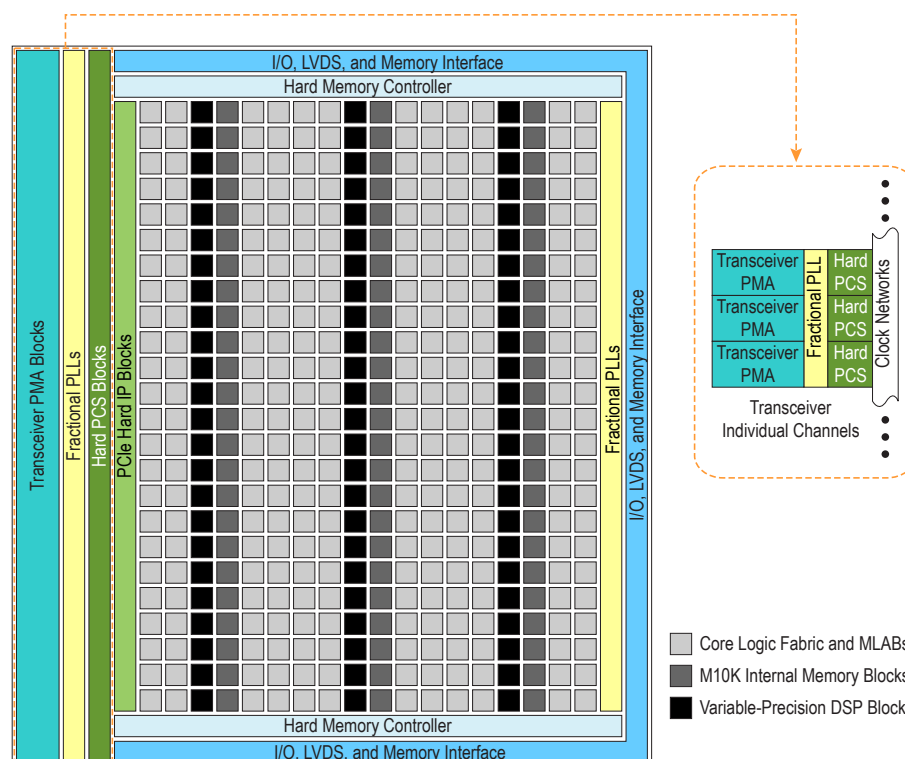 I/O, LVDS, and Memory Interface
Hard Memory Controller
Transceiver PMA Blocks
Fractional PLLs
Hard PCS Blocks
PCIe Hard IP Blocks
Fractional PLLs
I/O, LVDS, and Memory Interface
Hard Memory Controller
I/O, LVDS, and Memory Interface
Transceiver
PMA
Transceiver
PMA
Transceiver
PMA
Fractional PLL
Hard
PCS
Hard
PCS
Hard
PCS
Clock Networks
Transceiver
Individual Channels
Core Logic Fabric and MLABs
M10K Internal Memory Blocks
Variable-Precision DSP Block